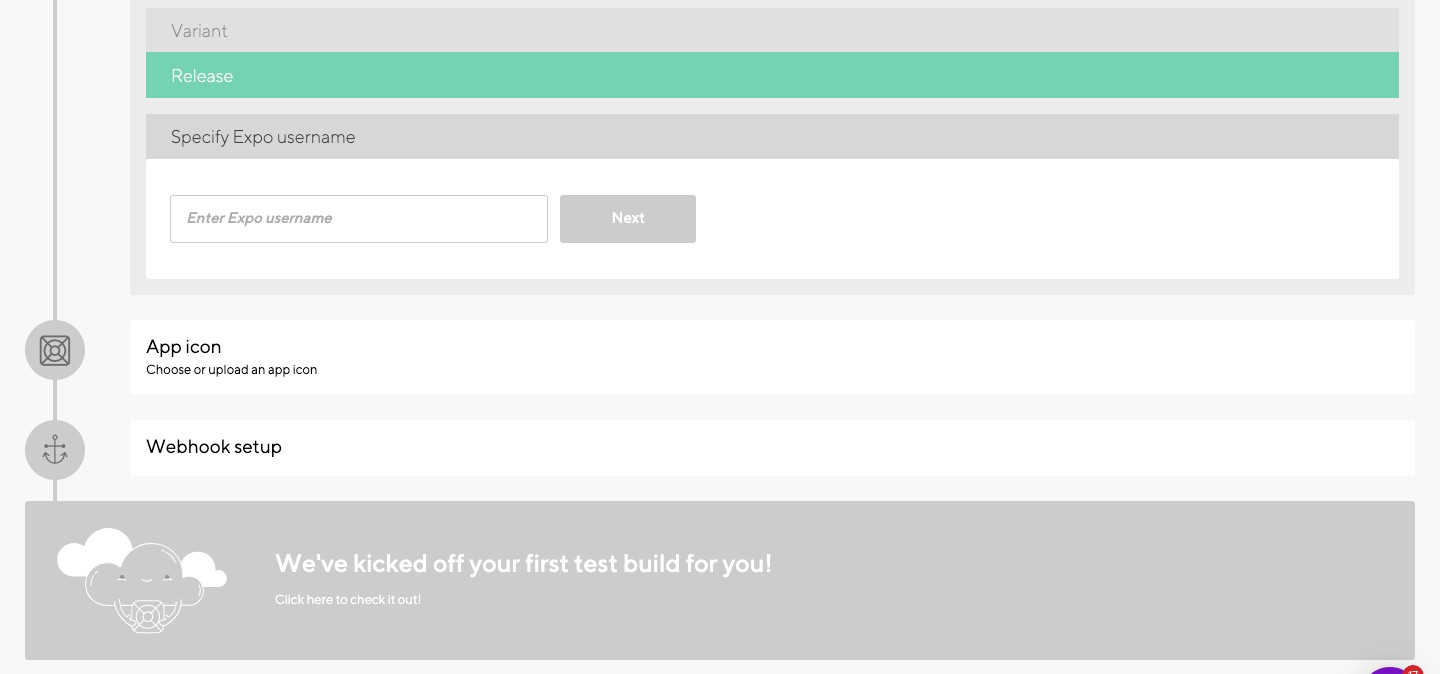 Variant
Release
Specify Expo username
Enter Expo username
Next
App icon
Choose or upload an app icon
Webhook setup
We've kicked off your first test build for you!
Click here to check it out!